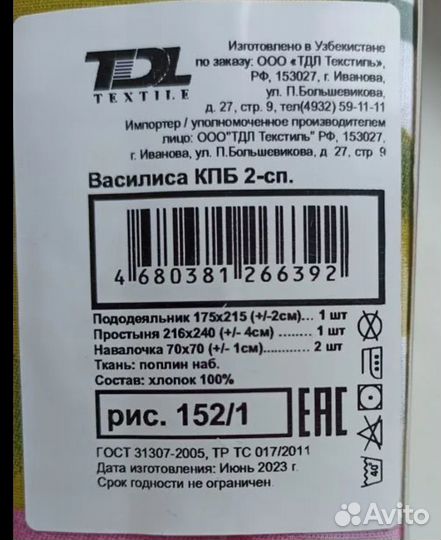 TDL
TEXTILE
Изготовлено в Узбекистане
по заказу: ООО «ТДЛ Текстиль»,
РФ, 153027, г. Иванова,
ул. П.Большевикова,
д. 27, стр. 9, тел(4932) 59-11-11
Импортер / уполномоченное производителем
лицо: ООО"ТДЛ Текстиль" РФ, 153027,
г. Иванова, ул. П.Большевикова, д. 27, стр. 9
Василиса КПБ 2-сп.
4 680381 266392
Пододеяльник 175х215 (+/-2см)... 1 шт
Простыня 216х240 (+/- 4см) ........ 1 шт
Навалочка 70х70 (+/- 1см)........... 2 шт
Ткань: поплин наб.
Состав: хлопок 100%
рис. 152/1
EAC
ГОСТ 31307-2005, ТР ТС 017/2011
Дата изготовления: Июнь 2023 г.
Срок годности не ограничен.
40°
Avito